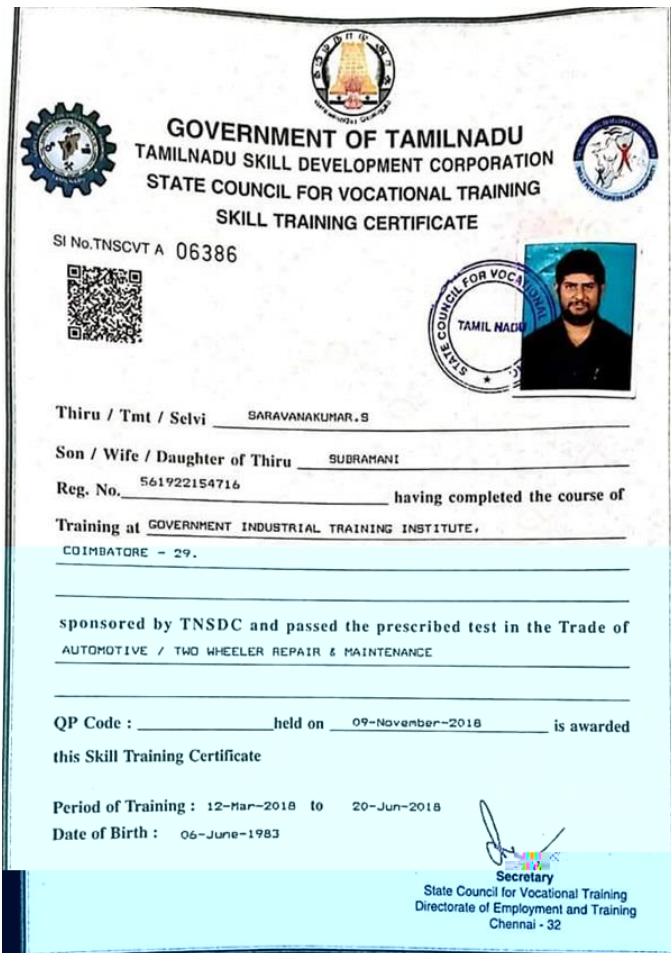 GOVERNMENT OF TAMILNADU
TAMILNADU SKILL DEVELOPMENT CORPORATION
STATE COUNCIL FOR VOCATIONAL TRAINING
SKILL TRAINING CERTIFICATE
SI No.TNSCVT A 06386
STATE COUNCIL FOR VOCATIONAL
TAMIL NADU
Thiru / Tmt / Selvi SARAVANAKUMAR.S
Son / Wife / Daughter of Thiru SUBRAMANI
Reg. No. 561922154716 having completed the course of
Training at GOVERNMENT INDUSTRIAL TRAINING INSTITUTE,
COIMBATORE - 29.
sponsored by TNSDC and passed the prescribed test in the Trade of
AUTOMOTIVE / TWO WHEELER REPAIR & MAINTENANCE
QP Code : held on 09-November-2018 is awarded
this Skill Training Certificate
Period of Training : 12-Mar-2018 to 20-Jun-2018
Date of Birth : 06-June-1983
Secretary
State Council for Vocational Training
Directorate of Employment and Training
Chennai - 32